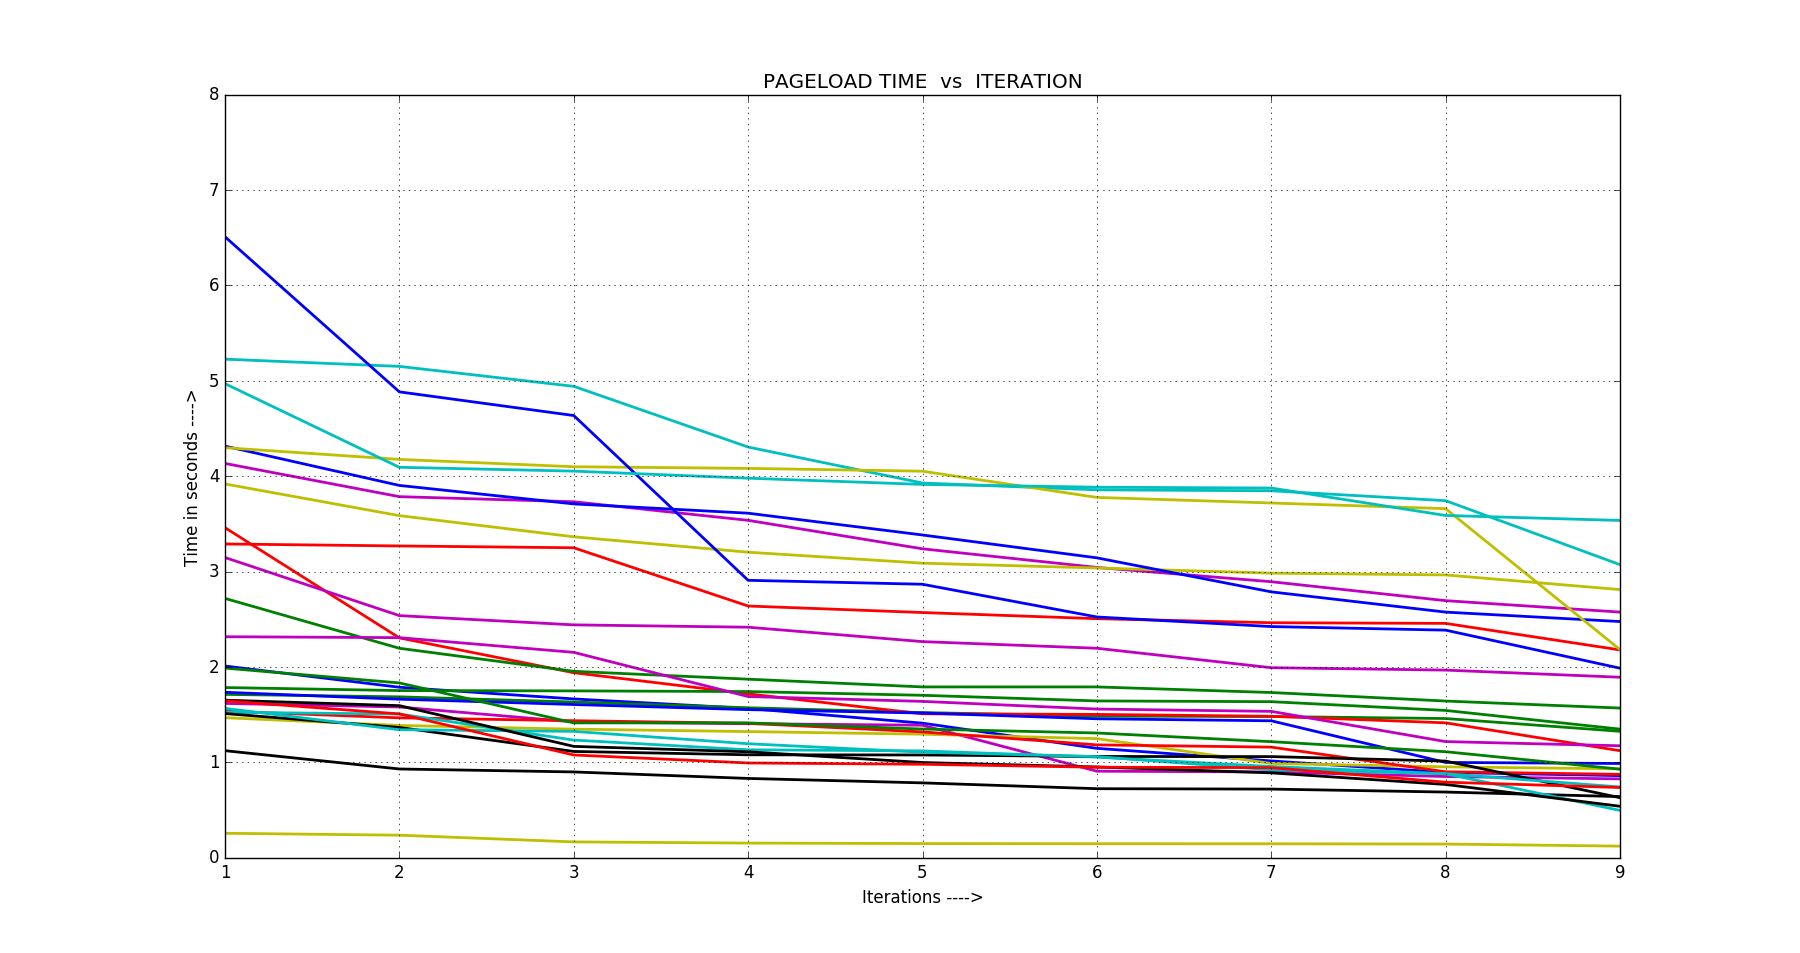 PAGELOAD TIME  vs  ITERATION
Time in seconds ---->
8
7
6
5
4
3
2
1
0
1 2 3 4 5 6 7 8 9
Iterations ---->